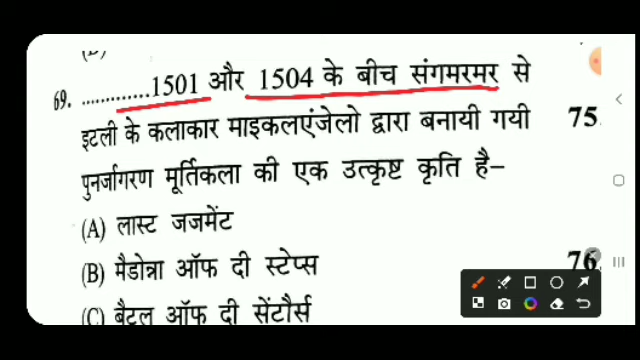 (D)
69. .............1501 और 1504 के बीच संगमरमर से
इटली के कलाकार माइकलएंजेलो द्वारा बनायी गयी
पुनर्जागरण मूर्तिकला की एक उत्कृष्ट कृति है–
(A) लास्ट जजमेंट
(B) मैडोन्ना ऑफ दी स्टेप्स
(C) बैटल ऑफ दी सेंटौर्स
75
76